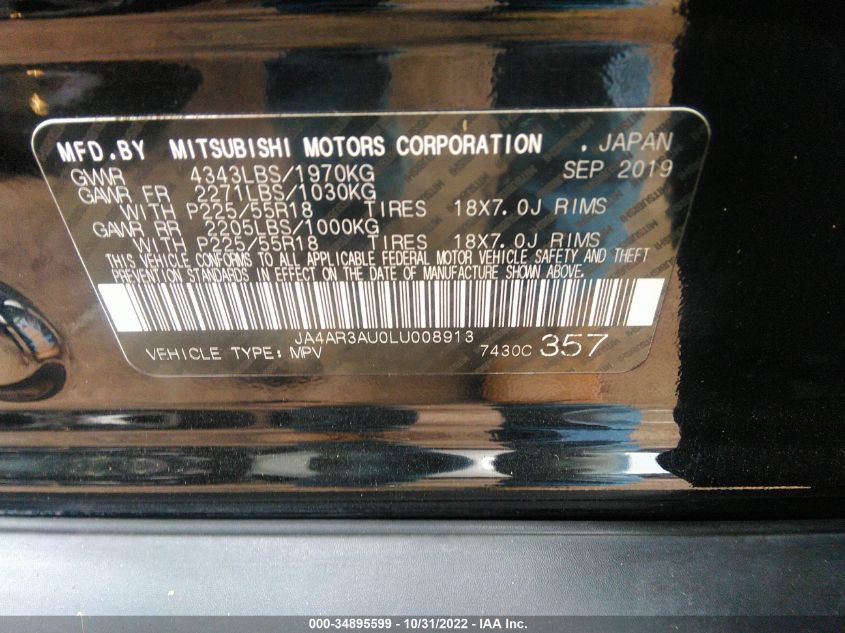 MFD.BY MITSUBISHI MOTORS CORPORATION , JAPAN
GVWR 4343LBS/1970KG SEP 2019
GAWR FR 2271LBS/1030KG
WITH P225/55R18 TIRES 18X7.0J RIMS
GAWR RR 2205LBS/1000KG
WITH P225/55R18 TIRES 18X7.0J RIMS
THIS VEHICLE CONFORMS TO ALL APPLICABLE FEDERAL MOTOR VEHICLE SAFETY AND THEFT
PREVENTION STANDARDS IN EFFECT ON THE DATE OF MANUFACTURE SHOWN ABOVE.
JA4AR3AU0LU008913
VEHICLE TYPE: MPV 7430C 357
000-34895599 - 10/31/2022 - IAA Inc.